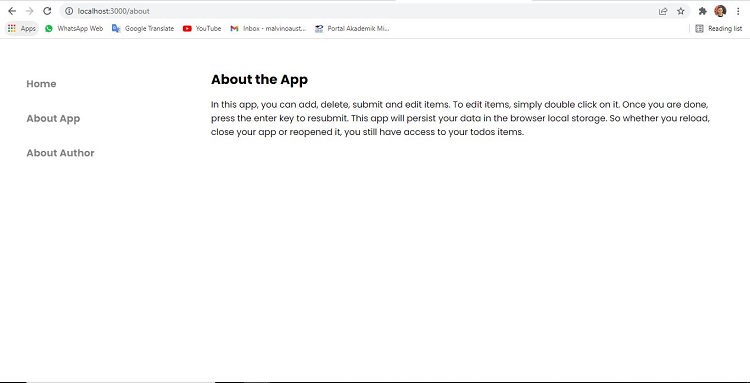 localhost:3000/about
Apps WhatsApp Web Google Translate YouTube Inbox - malvinoaust... Portal Akademik Mi... Reading list
Home
About App
About Author
About the App
In this app, you can add, delete, submit and edit items. To edit items, simply double click on it. Once you are done,
press the enter key to resubmit. This app will persist your data in the browser local storage. So whether you reload,
close your app or reopened it, you still have access to your todos items.